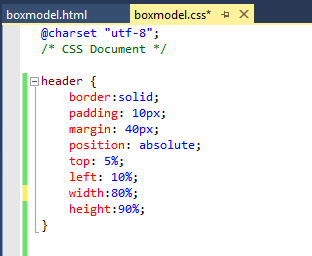 boxmodel.html boxmodel.css*
@charset "utf-8";
/* CSS Document */
header {
border:solid;
padding: 10px;
margin: 40px;
position: absolute;
top: 5%;
left: 10%;
width:80%;
height:90%;
}